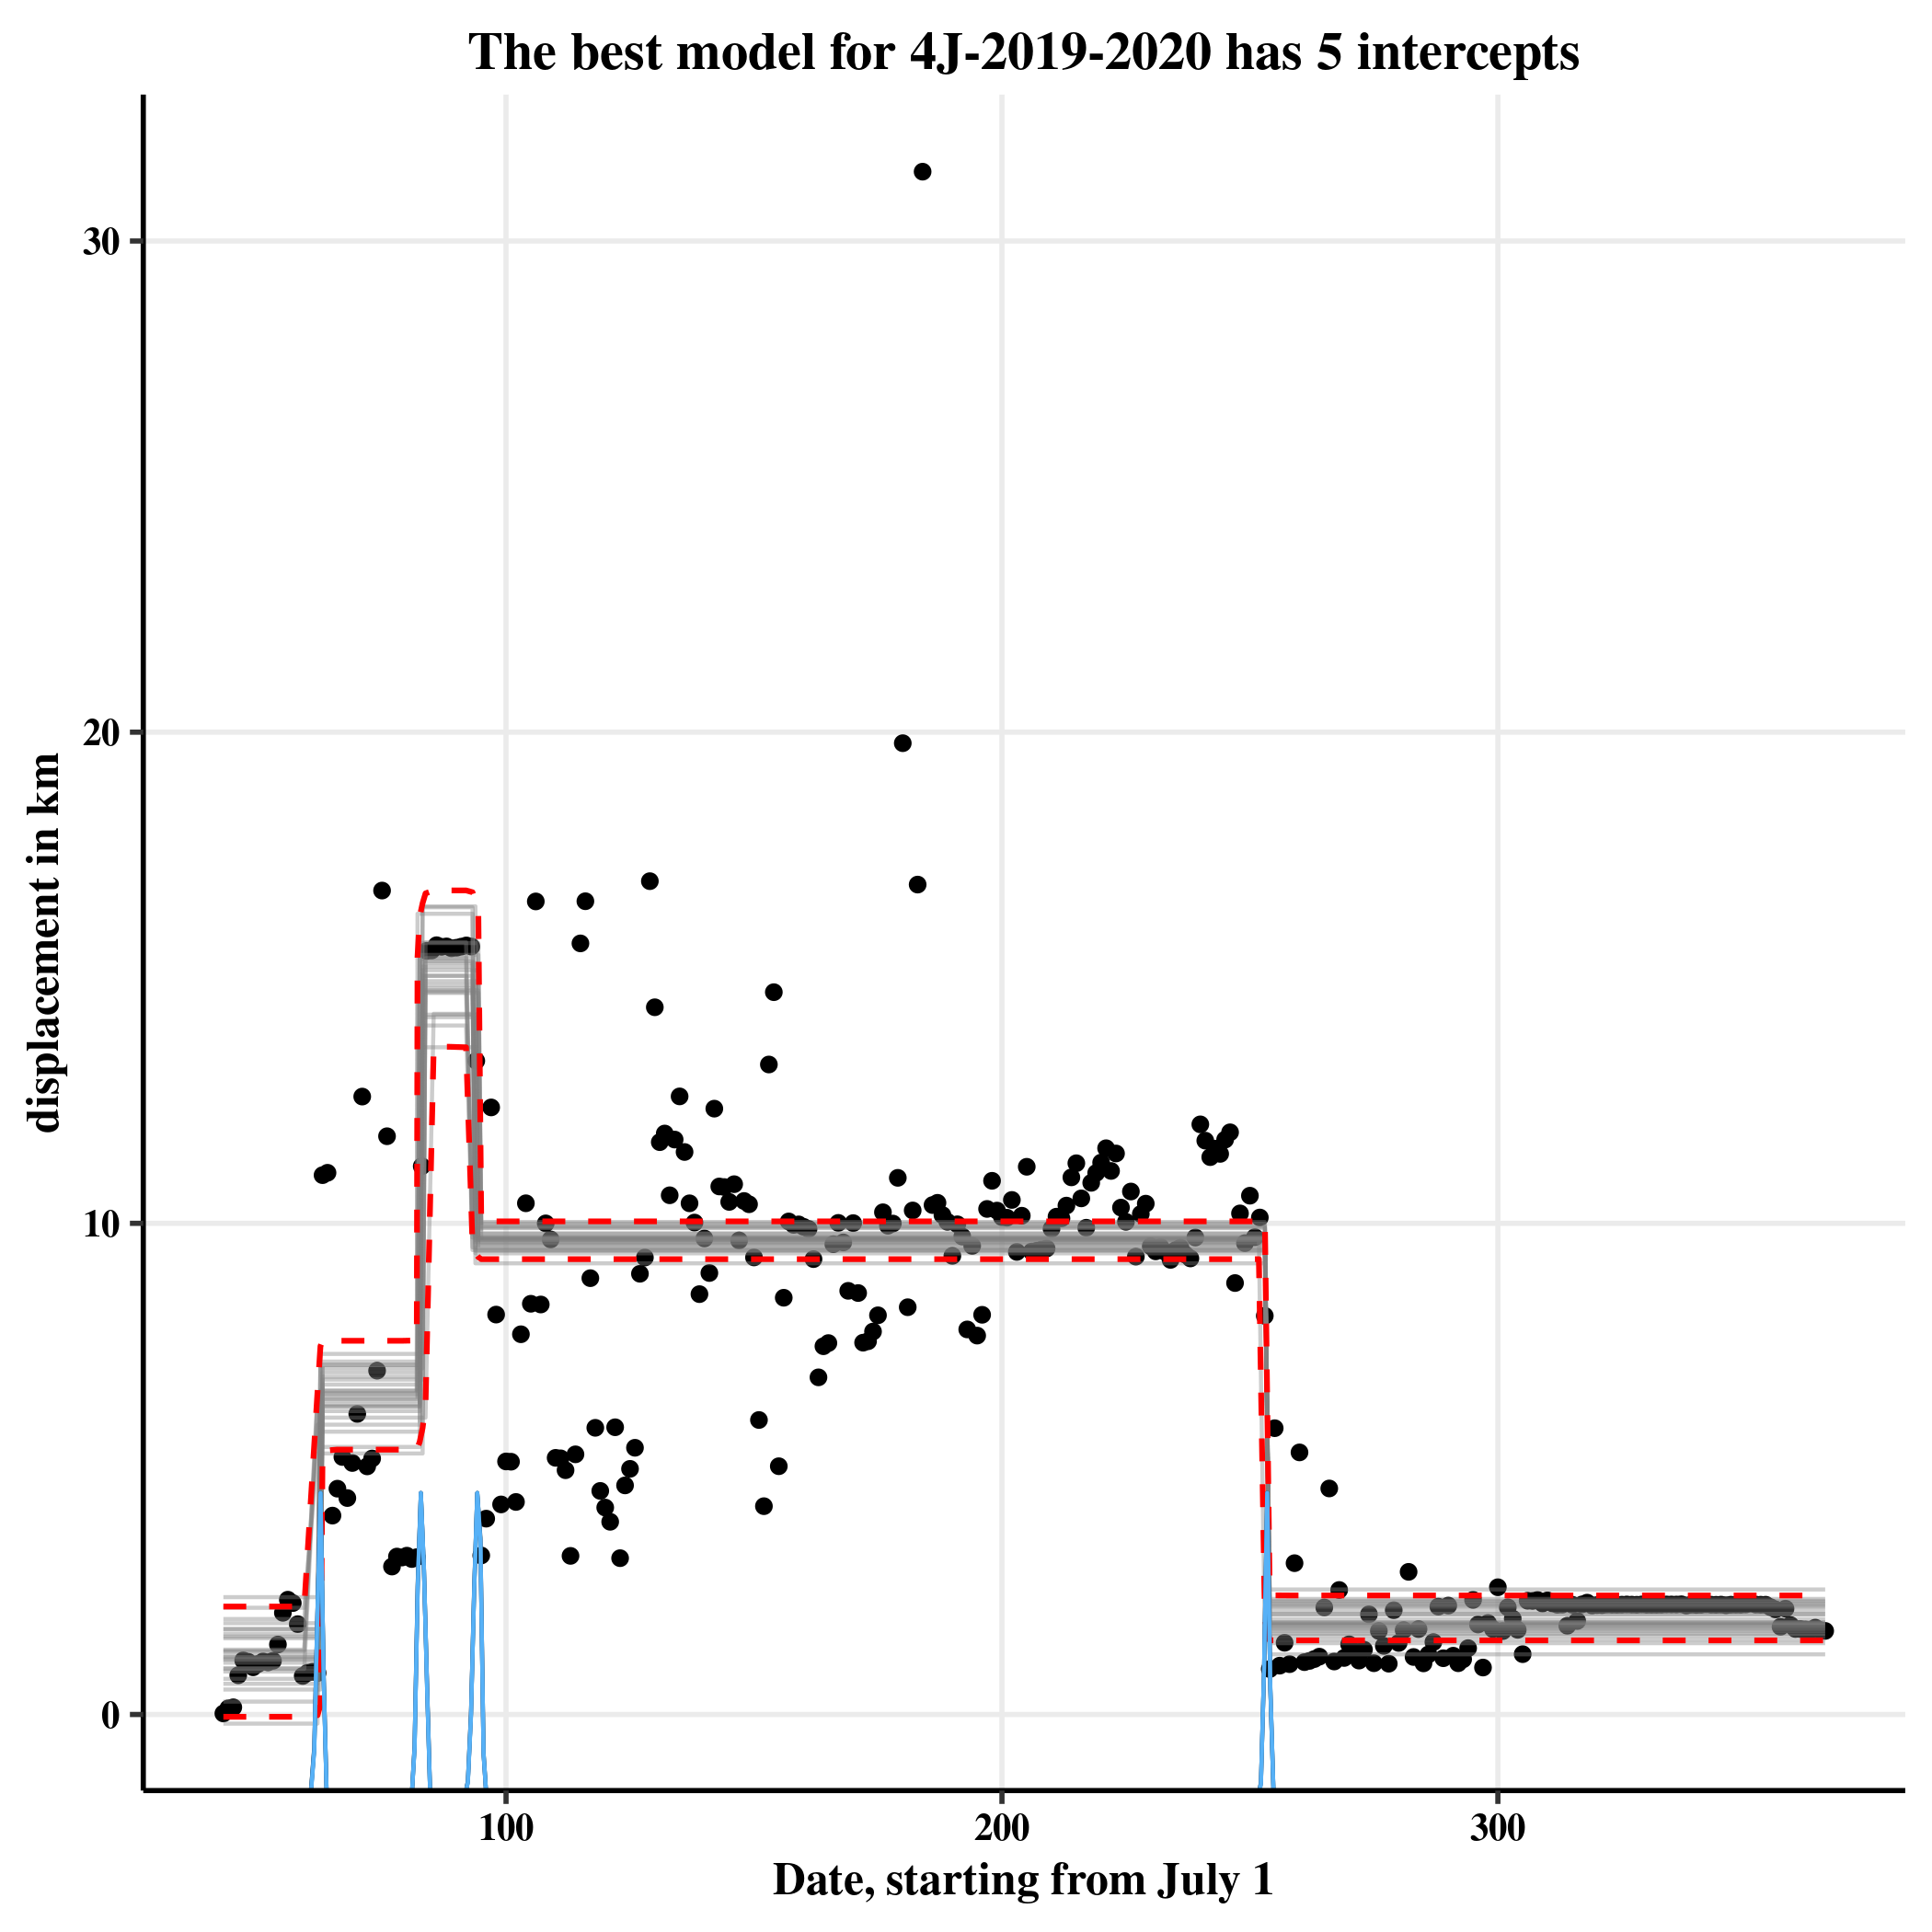 The best model for 4J-2019-2020 has 5 intercepts
30
20
10
0
displacement in km
100 200 300
Date, starting from July 1